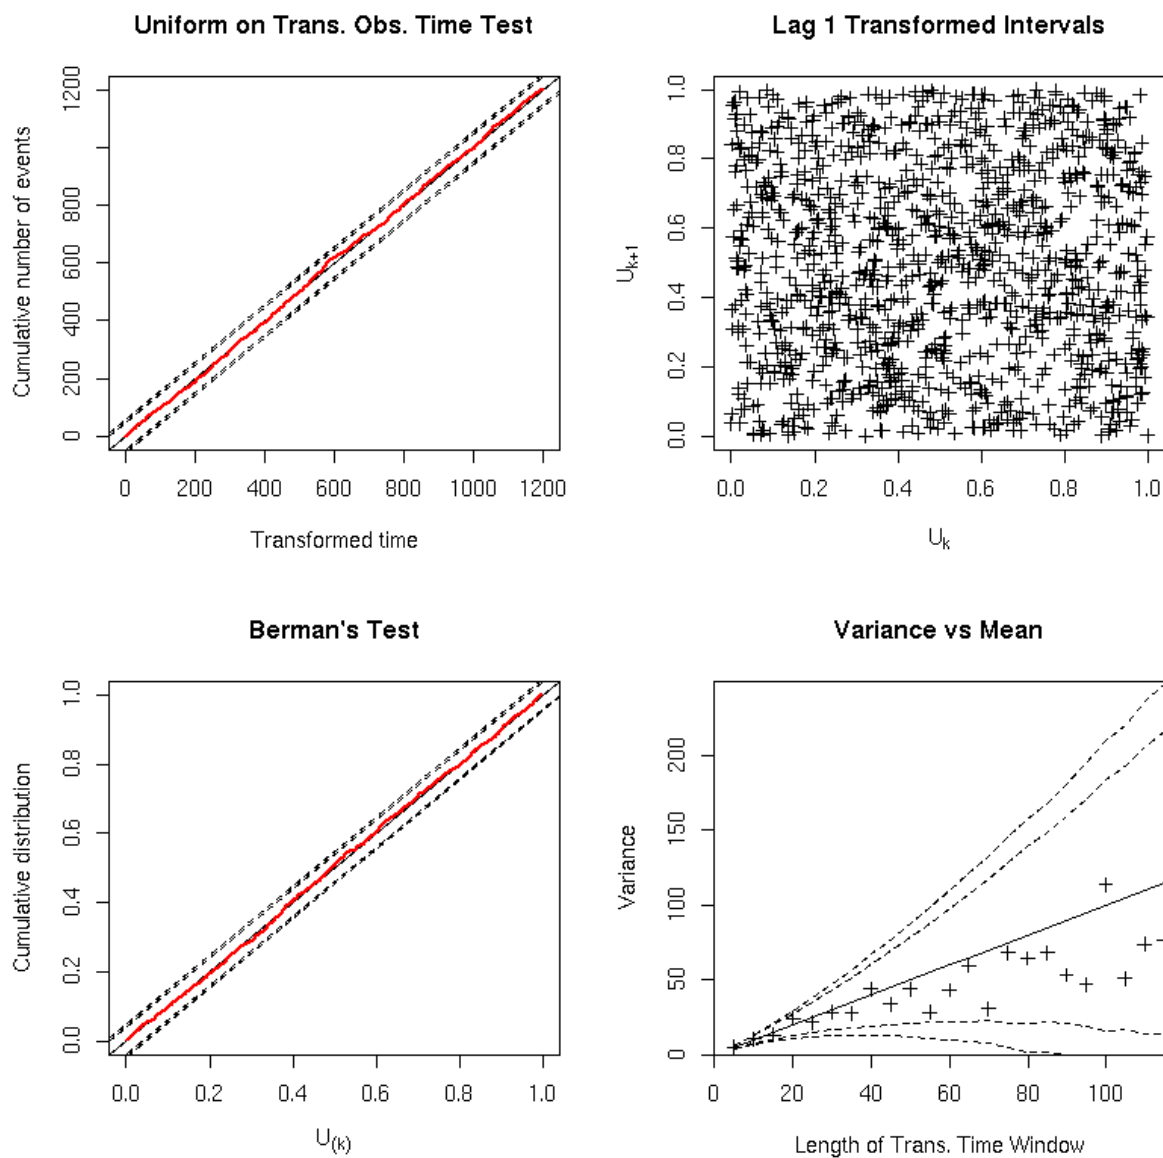 Uniform on Trans. Obs. Time Test
Cumulative number of events
1200
800
600
400
200
0
0 200 400 600 800 1000 1200
Transformed time
Lag 1 Transformed Intervals
U k+1
1.0
0.8
0.6
0.4
0.2
0.0
0.0 0.2 0.4 0.6 0.8 1.0
U k
Berman's Test
Cumulative distribution
1.0
0.8
0.6
0.4
0.2
0.0
0.0 0.2 0.4 0.6 0.8 1.0
U (k)
Variance vs Mean
Variance
200
150
100
50
0
0 20 40 60 80 100
Length of Trans. Time Window